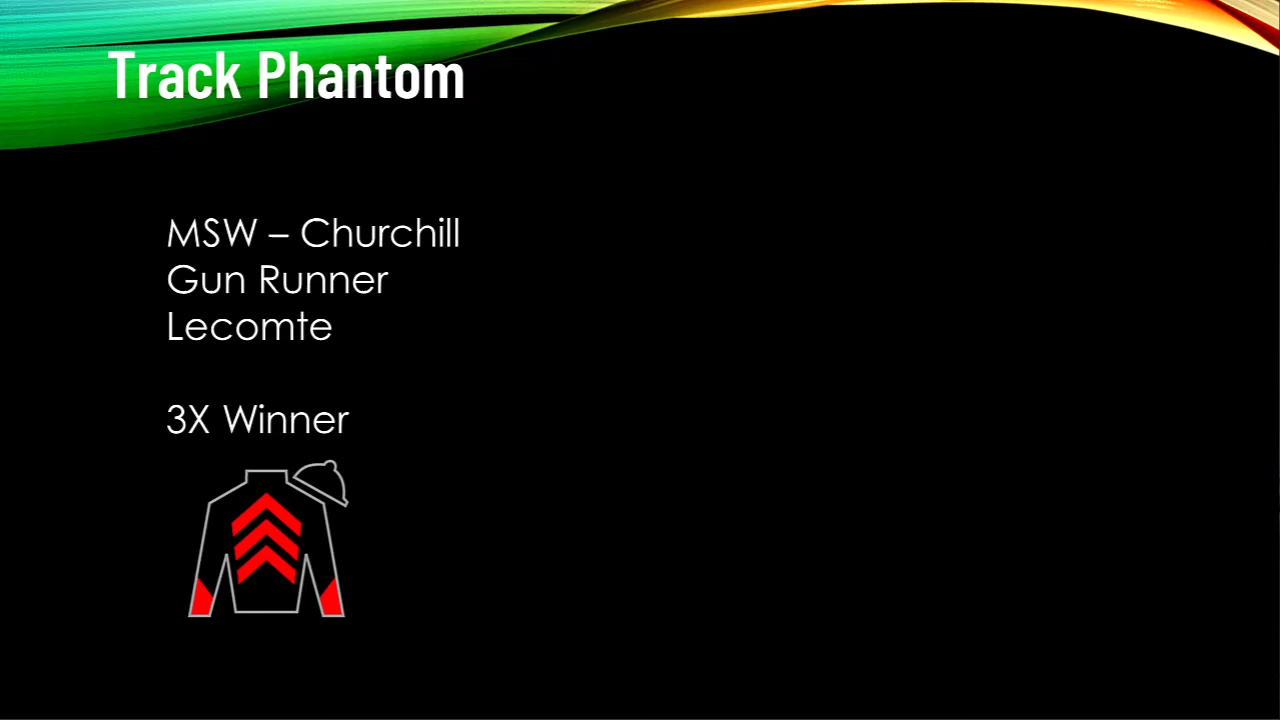 Track Phantom
MSW – Churchill
Gun Runner
Lecomte
3X Winner